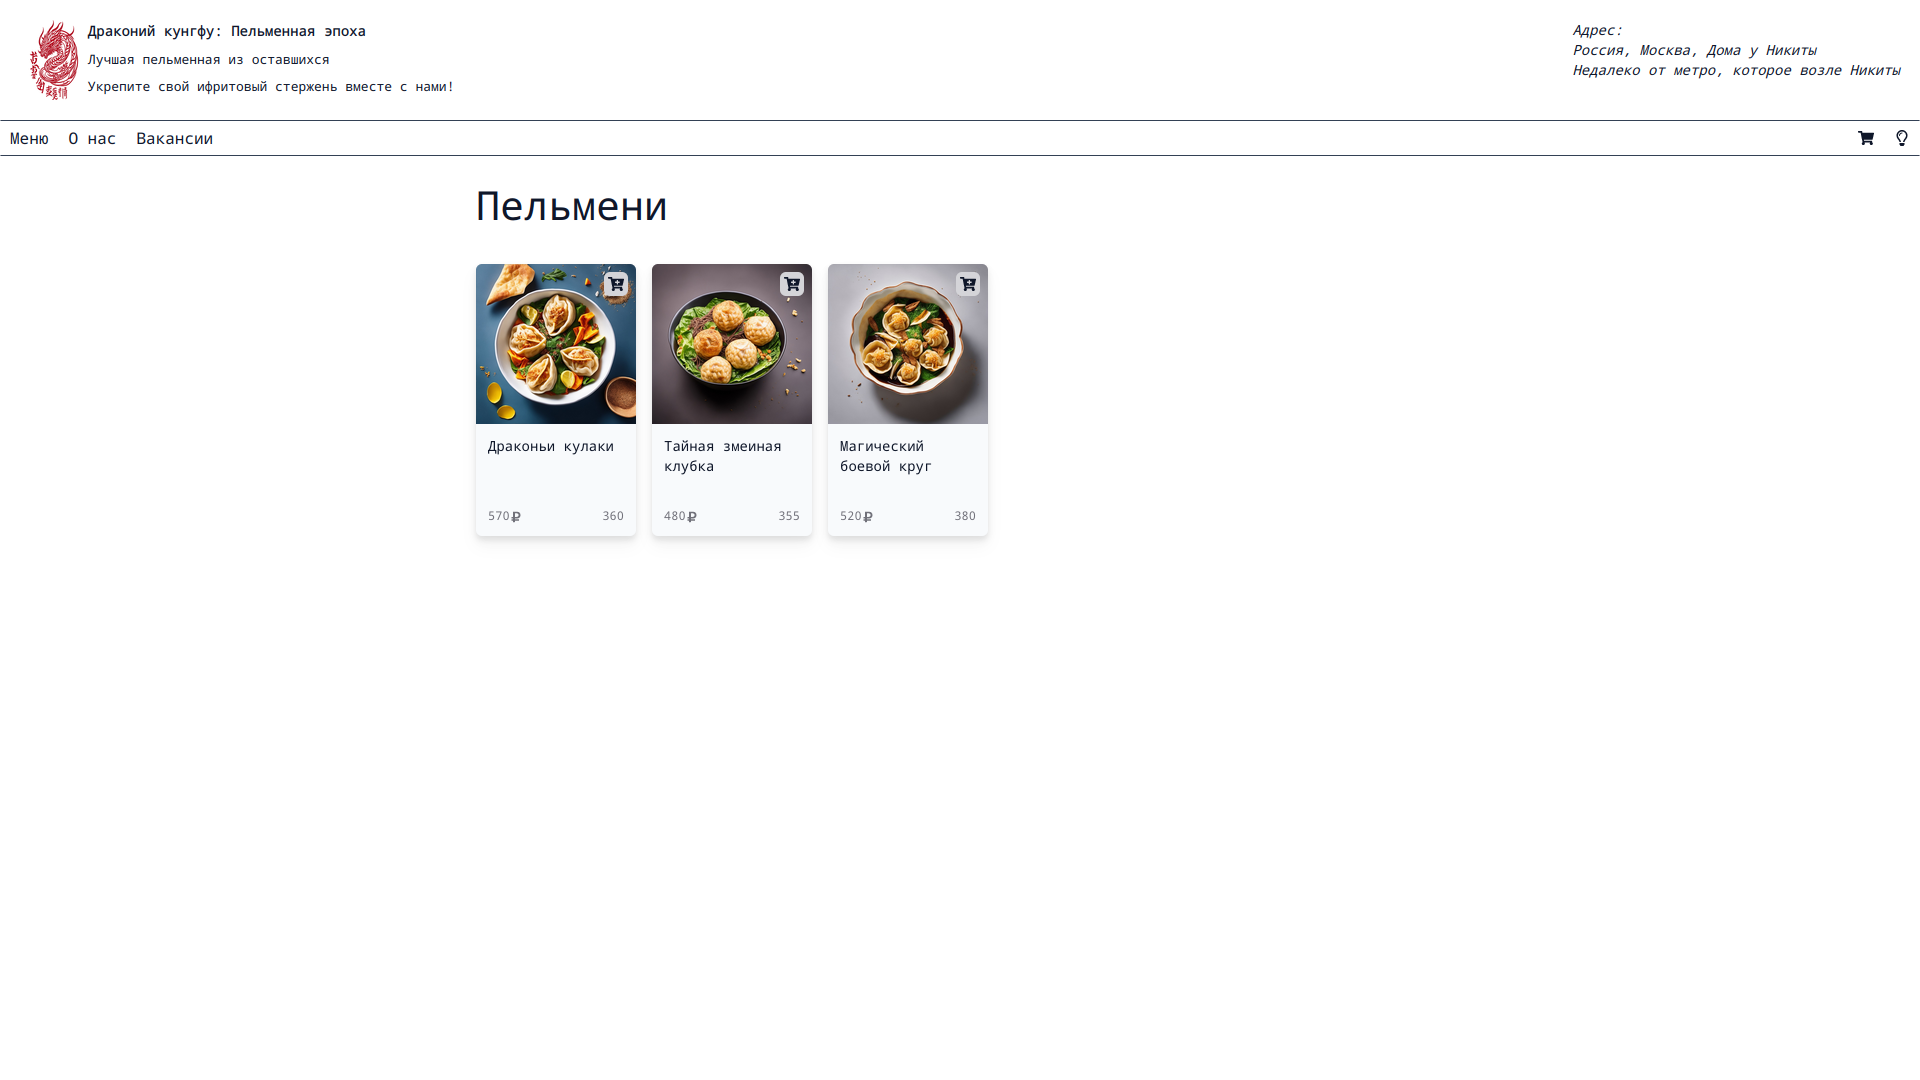 Драконий кунгфу: Пельменная эпоха
Лучшая пельменная из оставшихся
Укрепите свой ифритовый стержень вместе с нами!
Адрес:
Россия, Москва, Дома у Никиты
Недалеко от метро, которое возле Никиты
Меню О нас Вакансии
Пельмени
Драконьи кулаки
570₽ 360
Тайная змеиная
клубка
480₽ 355
Магический
боевой круг
520₽ 380